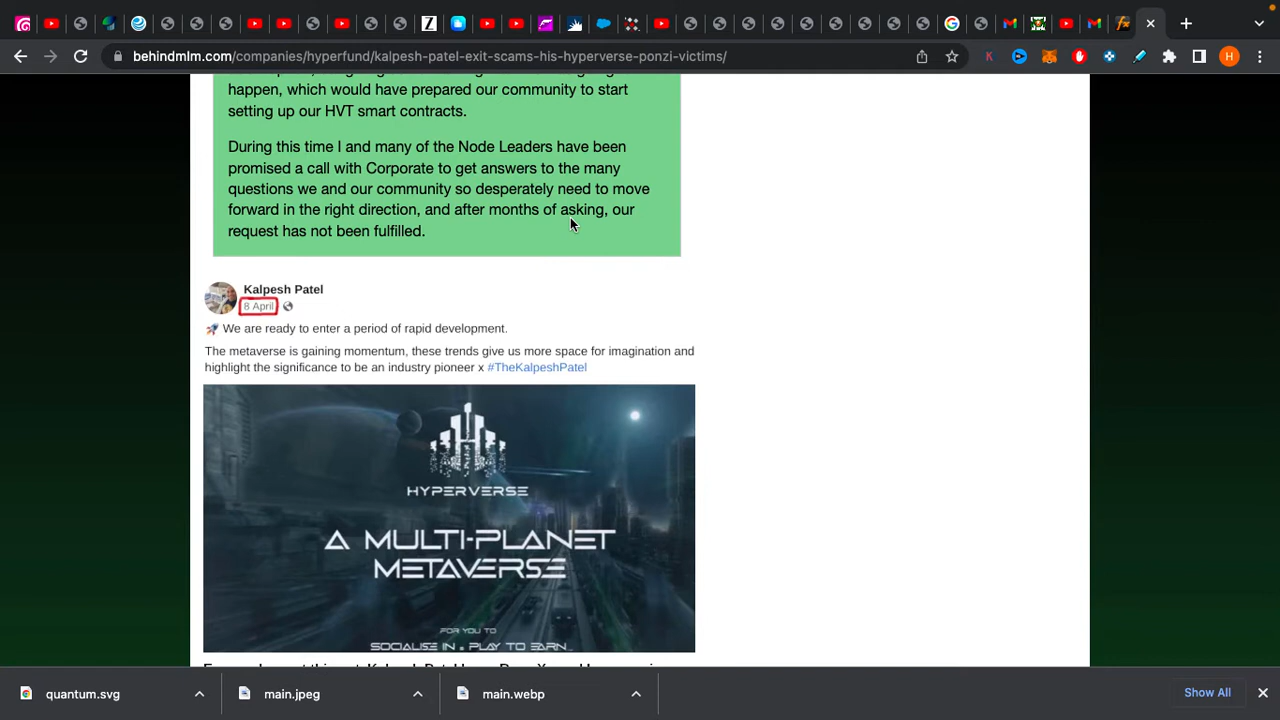 behindmlm.com/companies/hyperfund/kalpesh-patel-exit-scams-his-hyperverse-ponzi-victims/
H
happen, which would have prepared our community to start
setting up our HVT smart contracts.
During this time I and many of the Node Leaders have been
promised a call with Corporate to get answers to the many
questions we and our community so desperately need to move
forward in the right direction, and after months of asking, our
request has not been fulfilled.
Kalpesh Patel
8 April
🚀 We are ready to enter a period of rapid development.
The metaverse is gaining momentum, these trends give us more space for imagination and
highlight the significance to be an industry pioneer x #TheKalpeshPatel
HYPERVERSE
A MULTI-PLANET
METAVERSE
FOR YOU TO
SOCIALISE IN . PLAY TO EARN
quantum.svg
main.jpeg
main.webp
Show All